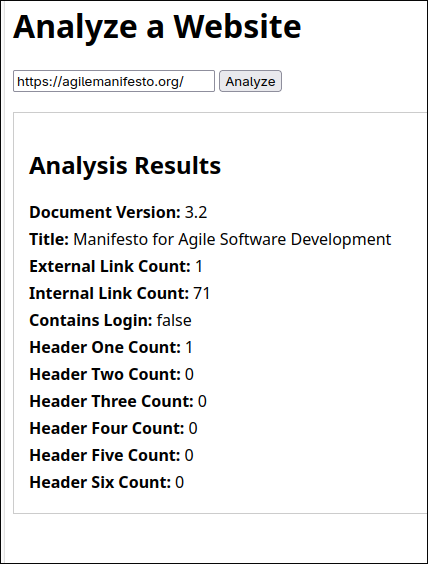 Analyze a Website
https://agilemanifesto.org/ Analyze
Analysis Results
Document Version: 3.2
Title: Manifesto for Agile Software Development
External Link Count: 1
Internal Link Count: 71
Contains Login: false
Header One Count: 1
Header Two Count: 0
Header Three Count: 0
Header Four Count: 0
Header Five Count: 0
Header Six Count: 0